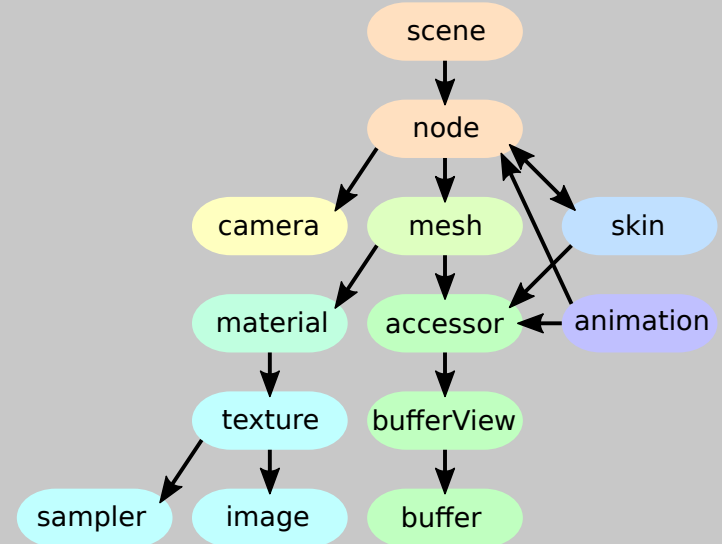 scene
node
camera
mesh
skin
material
accessor
animation
texture
bufferView
sampler
image
buffer